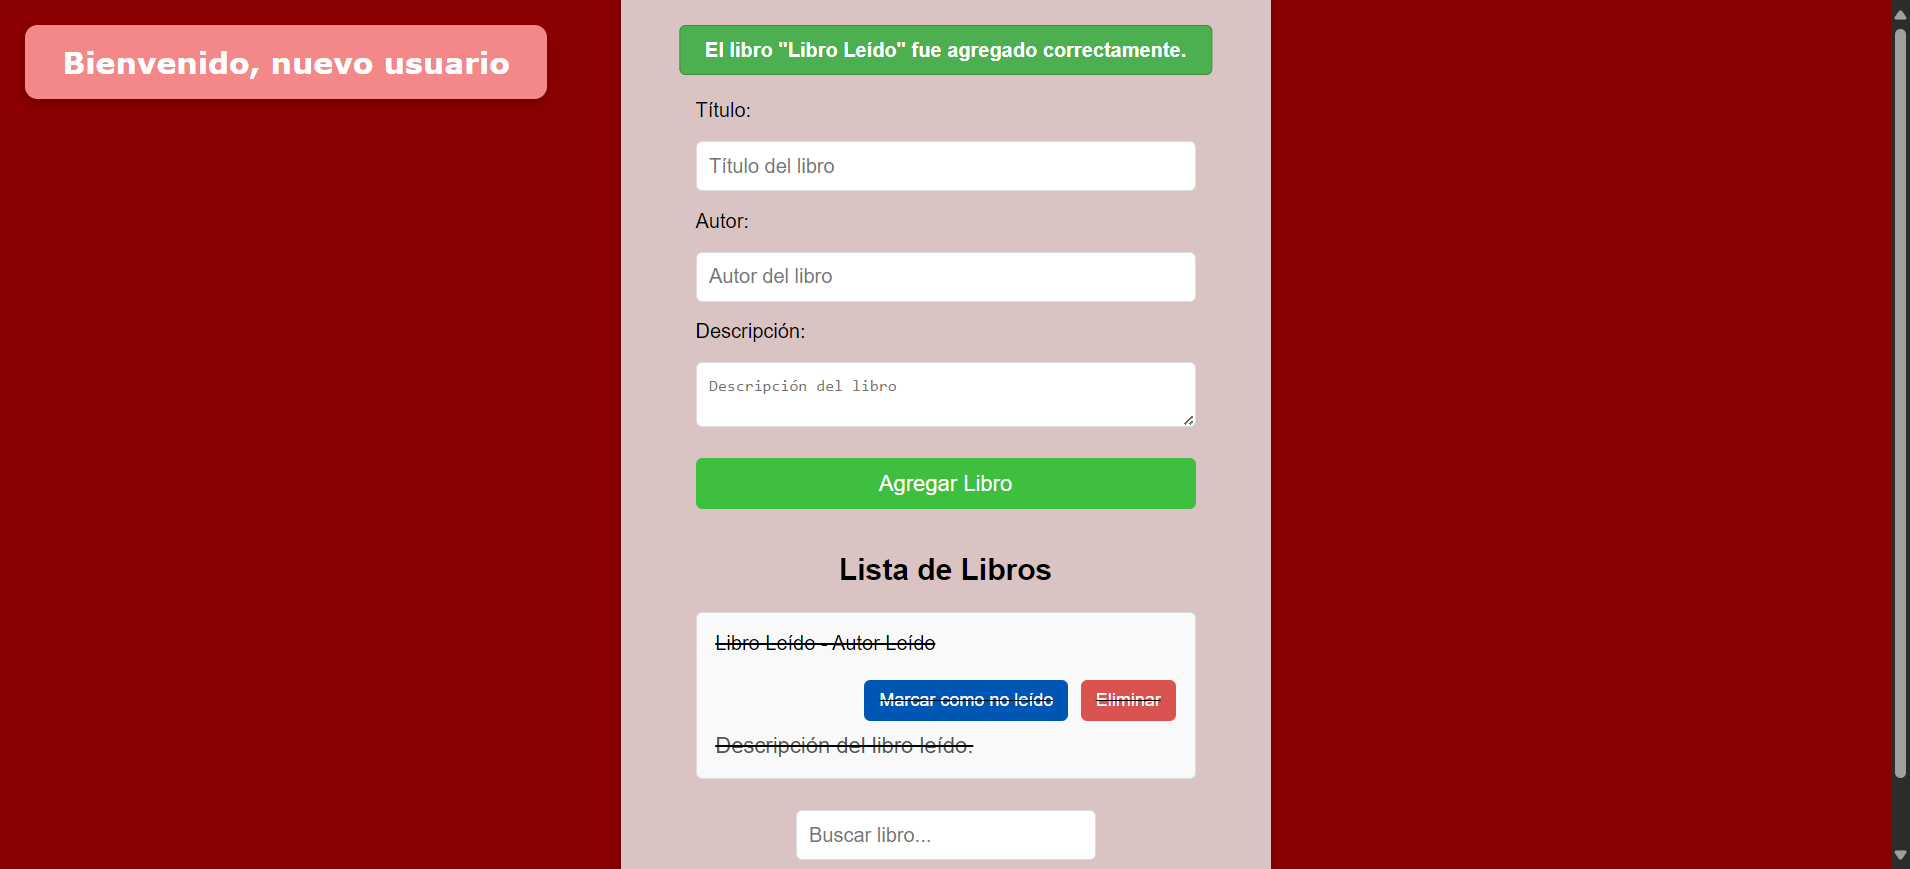 Bienvenido, nuevo usuario
El libro "Libro Leído" fue agregado correctamente.
Título:
Título del libro
Autor:
Autor del libro
Descripción:
Descripción del libro
Agregar Libro
Lista de Libros
Libro Leído - Autor Leído
Marcar como no leído Eliminar
Descripción del libro leído.
Buscar libro...